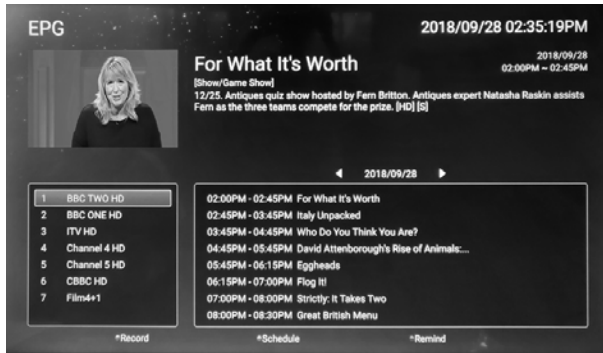 EPG
2018/09/28 02:35:19PM
For What It's Worth
2018/09/28
02:00PM ~ 02:45PM
[Show/Game Show]
12/25. Antiques quiz show hosted by Fern Britton. Antiques expert Natasha Raskin assists
Fern as the three teams compete for the prize. [HD] [S]
◀ 2018/09/28 ▶
1 BBC TWO HD
2 BBC ONE HD
3 ITV HD
4 Channel 4 HD
5 Channel 5 HD
6 CBBC HD
7 Film4+1
02:00PM - 02:45PM For What It's Worth
02:45PM - 03:45PM Italy Unpacked
03:45PM - 04:45PM Who Do You Think You Are?
04:45PM - 05:45PM David Attenborough's Rise of Animals:...
05:45PM - 06:15PM Eggheads
06:15PM - 07:00PM Flog It!
07:00PM - 08:00PM Strictly: It Takes Two
08:00PM - 08:30PM Great British Menu
*Record
*Schedule
*Remind